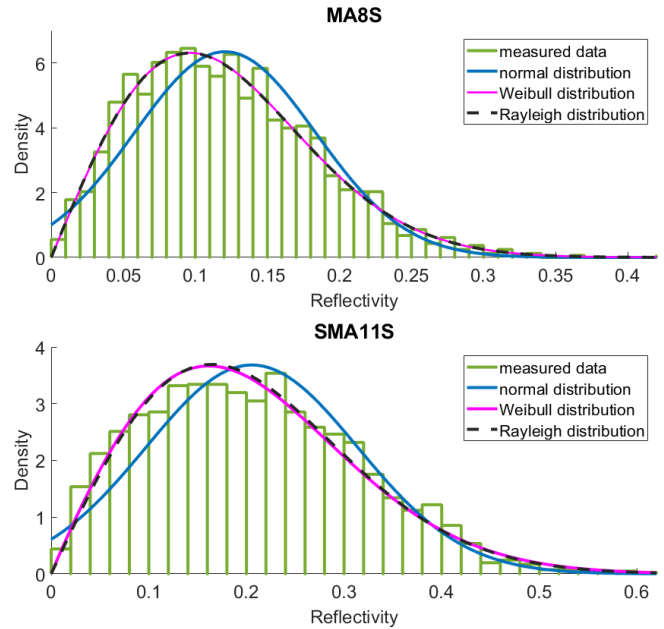 MA8S
measured data
normal distribution
Weibull distribution
Rayleigh distribution
Density
6
4
2
0
0 0.05 0.1 0.15 0.2 0.25 0.3 0.35 0.4
Reflectivity
SMA11S
measured data
normal distribution
Weibull distribution
Rayleigh distribution
Density
4
3
2
1
0
0 0.1 0.2 0.3 0.4 0.5 0.6
Reflectivity